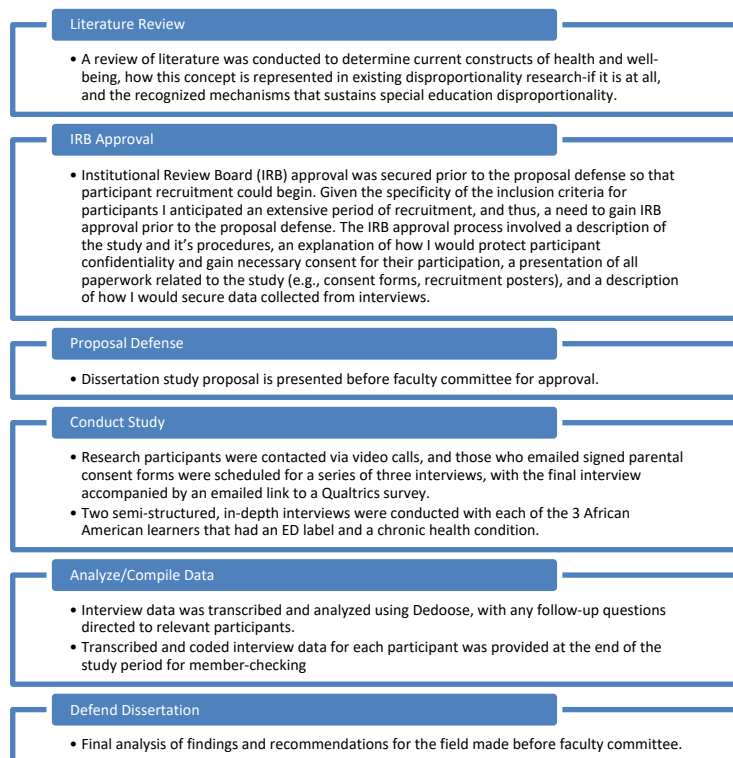 Literature Review
• A review of literature was conducted to determine current constructs of health and well-
being, how this concept is represented in existing disproportionality research-if it is at all,
and the recognized mechanisms that sustains special education disproportionality.
IRB Approval
• Institutional Review Board (IRB) approval was secured prior to the proposal defense so that
participant recruitment could begin. Given the specificity of the inclusion criteria for
participants I anticipated an extensive period of recruitment, and thus, a need to gain IRB
approval prior to the proposal defense. The IRB approval process involved a description of
the study and it's procedures, an explanation of how I would protect participant
confidentiality and gain necessary consent for their participation, a presentation of all
paperwork related to the study (e.g., consent forms, recruitment posters), and a description
of how I would secure data collected from interviews.
Proposal Defense
• Dissertation study proposal is presented before faculty committee for approval.
Conduct Study
• Research participants were contacted via video calls, and those who emailed signed parental
consent forms were scheduled for a series of three interviews, with the final interview
accompanied by an emailed link to a Qualtrics survey.
• Two semi-structured, in-depth interviews were conducted with each of the 3 African
American learners that had an ED label and a chronic health condition.
Analyze/Compile Data
• Interview data was transcribed and analyzed using Dedoose, with any follow-up questions
directed to relevant participants.
• Transcribed and coded interview data for each participant was provided at the end of the
study period for member-checking
Defend Dissertation
• Final analysis of findings and recommendations for the field made before faculty committee.